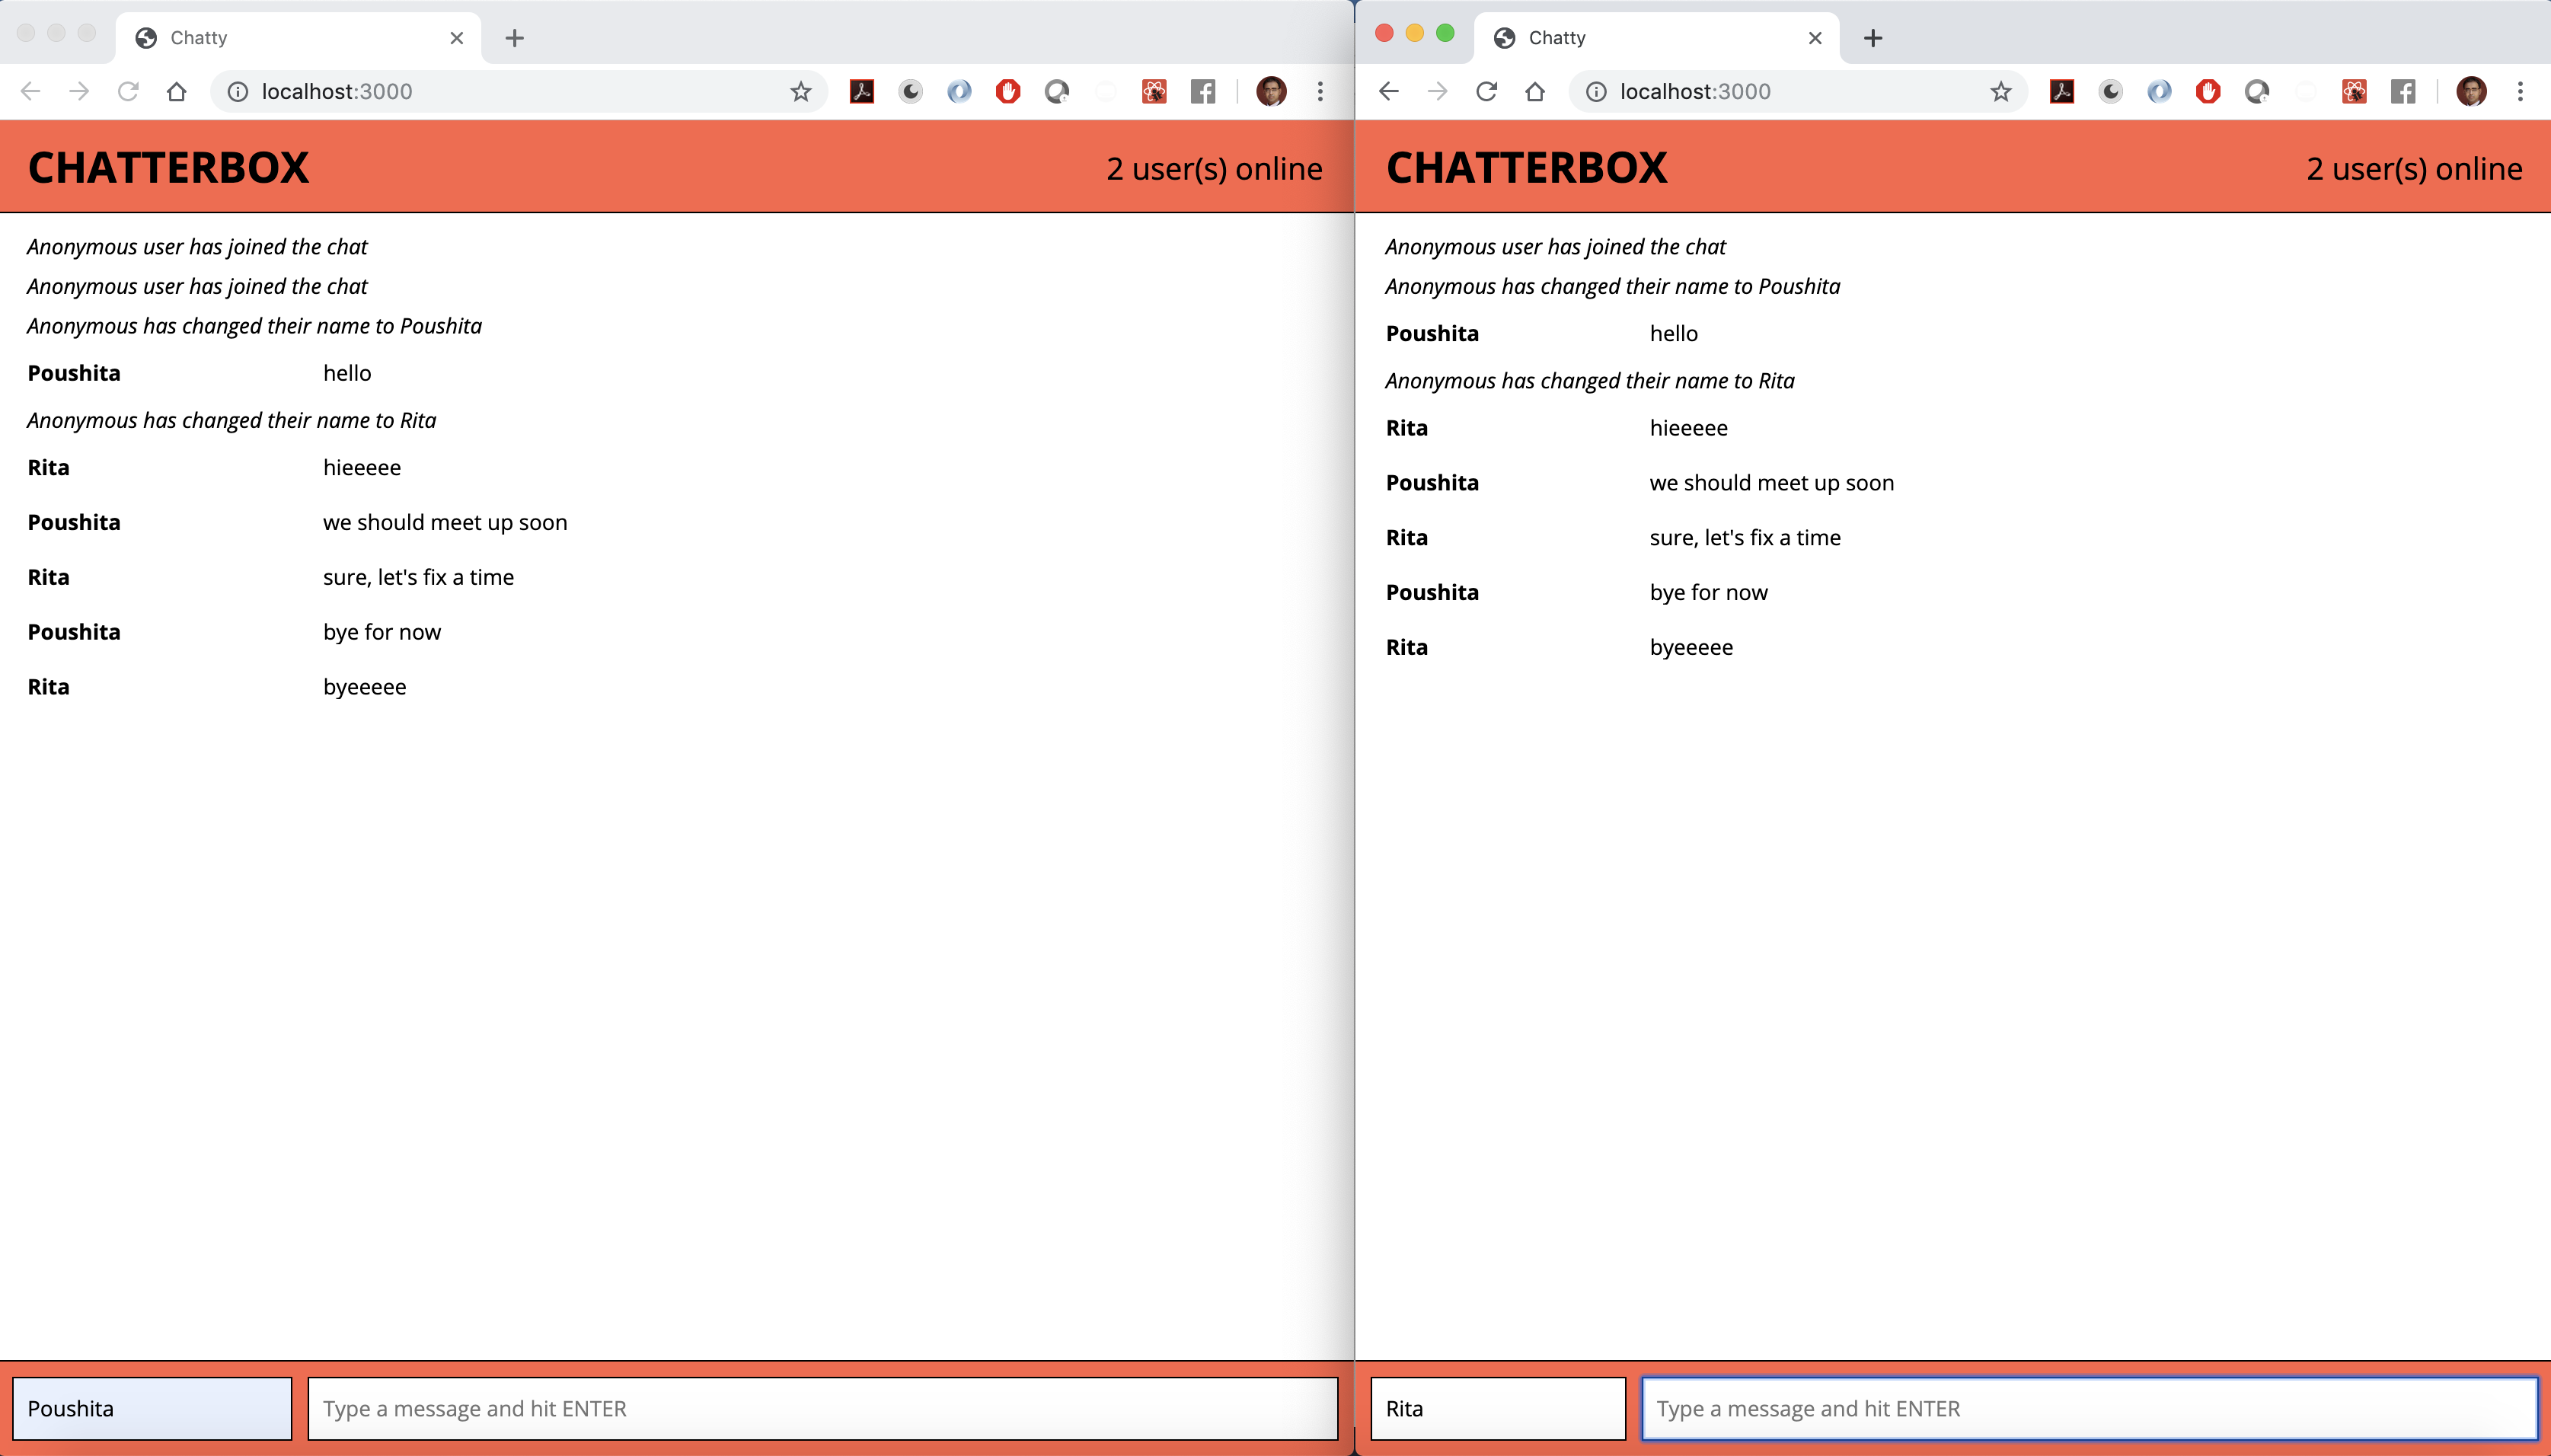 Chatty
localhost:3000
CHATTERBOX
2 user(s) online
Anonymous user has joined the chat
Anonymous user has joined the chat
Anonymous has changed their name to Poushita
Poushita hello
Anonymous has changed their name to Rita
Rita hieeeee
Poushita we should meet up soon
Rita sure, let's fix a time
Poushita bye for now
Rita byeeeee
Poushita
Type a message and hit ENTER
Chatty
localhost:3000
CHATTERBOX
2 user(s) online
Anonymous user has joined the chat
Anonymous has changed their name to Poushita
Poushita hello
Anonymous has changed their name to Rita
Rita hieeeee
Poushita we should meet up soon
Rita sure, let's fix a time
Poushita bye for now
Rita byeeeee
Rita
Type a message and hit ENTER